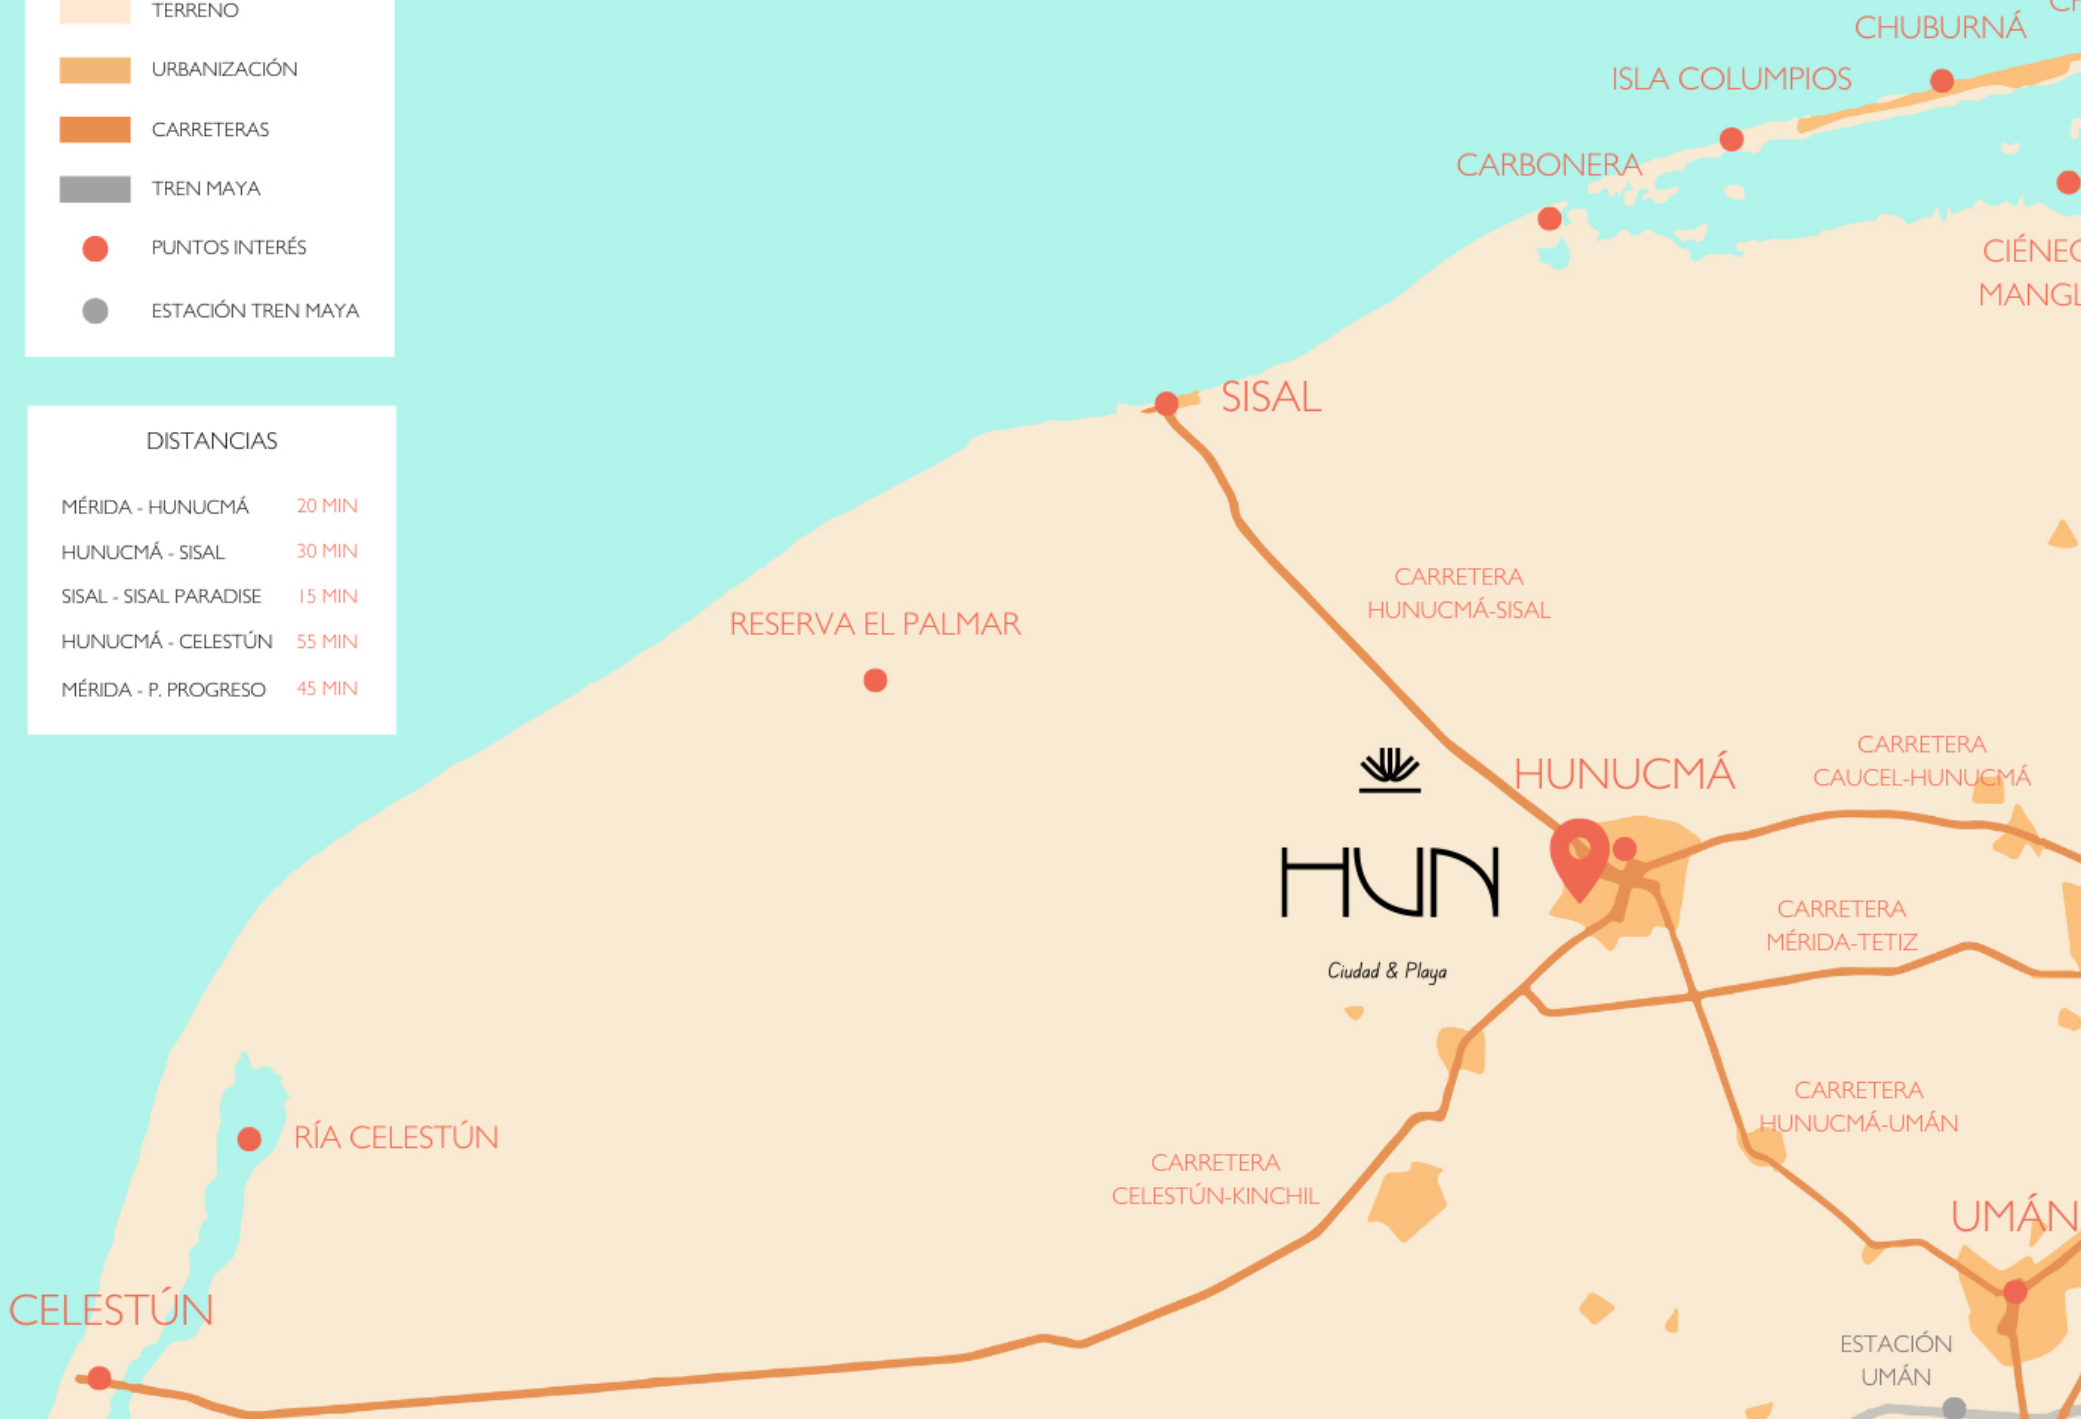 TERRENO
URBANIZACIÓN
CARRETERAS
TREN MAYA
PUNTOS INTERÉS
ESTACIÓN TREN MAYA
DISTANCIAS
MÉRIDA - HUNUCMÁ 20 MIN
HUNUCMÁ - SISAL 30 MIN
SISAL - SISAL PARADISE 15 MIN
HUNUCMÁ - CELESTÚN 55 MIN
MÉRIDA - P. PROGRESO 45 MIN
CHUBURNÁ
ISLA COLUMPIOS
CARBONERA
SISAL
CARRETERA
HUNUCMÁ-SISAL
RESERVA EL PALMAR
HUNUCMÁ
CARRETERA
CAUCEL-HUNUCMÁ
HUN
Ciudad & Playa
CARRETERA
MÉRIDA-TETIZ
CARRETERA
HUNUCMÁ-UMÁN
RÍA CELESTÚN
CARRETERA
CELESTÚN-KINCHIL
UMÁN
CELESTÚN
ESTACIÓN
UMÁN